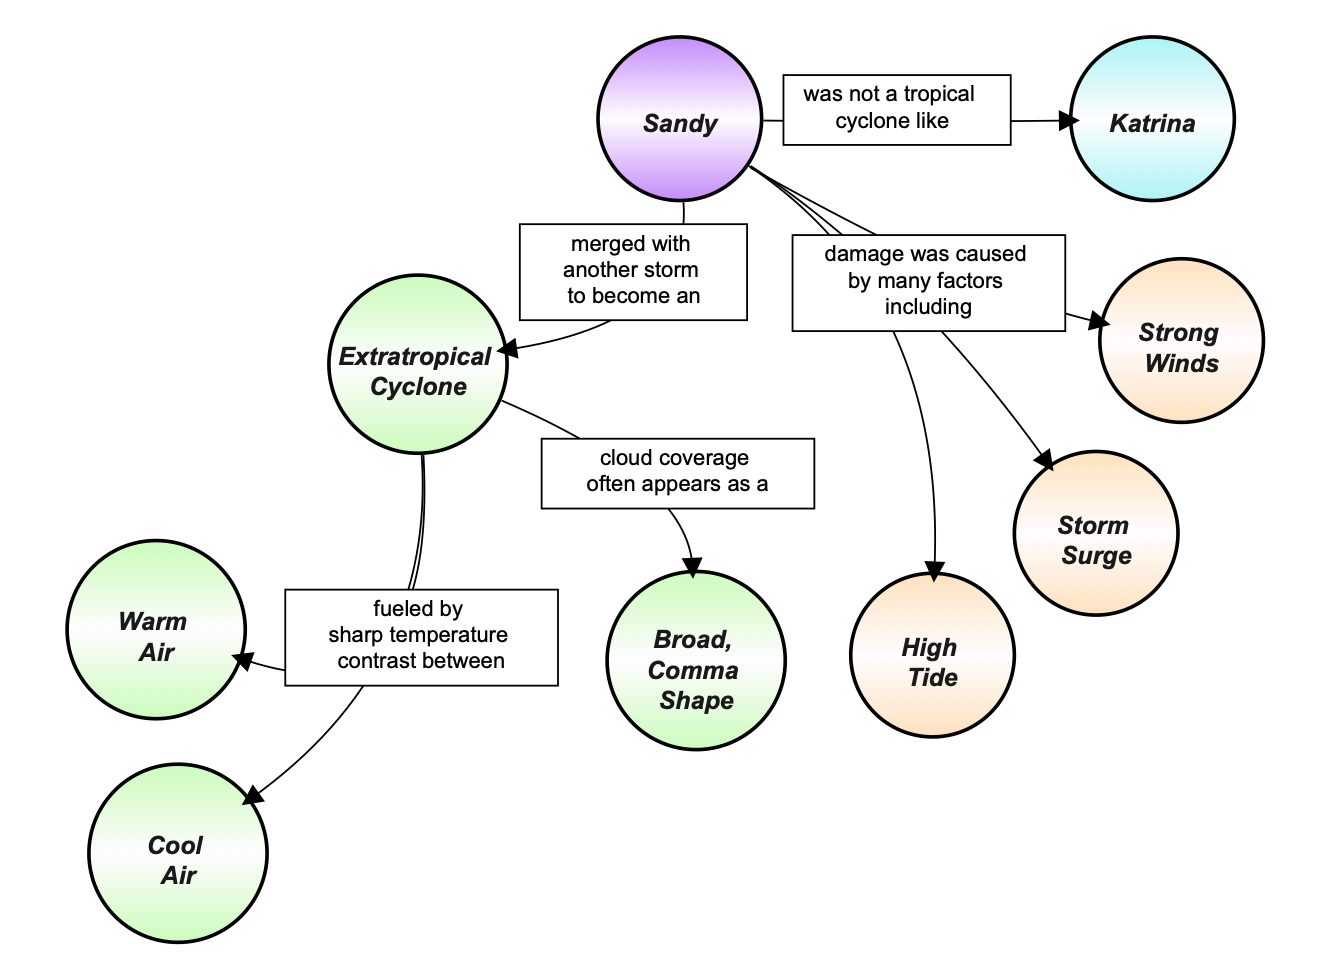 Sandy
was not a tropical
cyclone like
Katrina
merged with
another storm
to become an
damage was caused
by many factors
including
Strong
Winds
Extratropical
Cyclone
cloud coverage
often appears as a
Storm
Surge
fueled by
sharp temperature
contrast between
Warm
Air
Broad,
Comma
Shape
High
Tide
Cool
Air